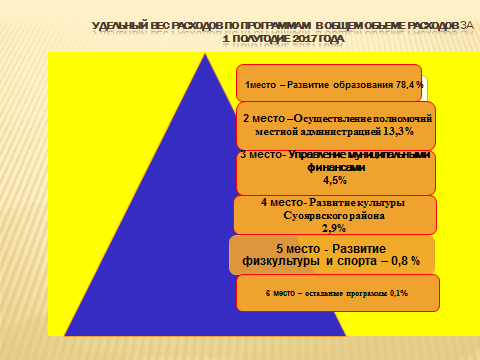 УДЕЛЬНЫЙ ВЕС РАСХОДОВ ПО ПРОГРАММАМ В ОБЩЕМ ОБЪЕМЕ РАСХОДОВ ЗА
1 ПОЛУГОДИЕ 2017 ГОДА
1место – Развитие образования 78,4 %
2 место –Осуществление полномочий
местной администрацией 13,3%
3 место- Управление муниципальными
финансами
4,5%
4 место- Развитие культуры
Суоярвского района
2,9%
5 место - Развитие
физкультуры и спорта – 0,8 %
6 место – остальные программы 0,1%